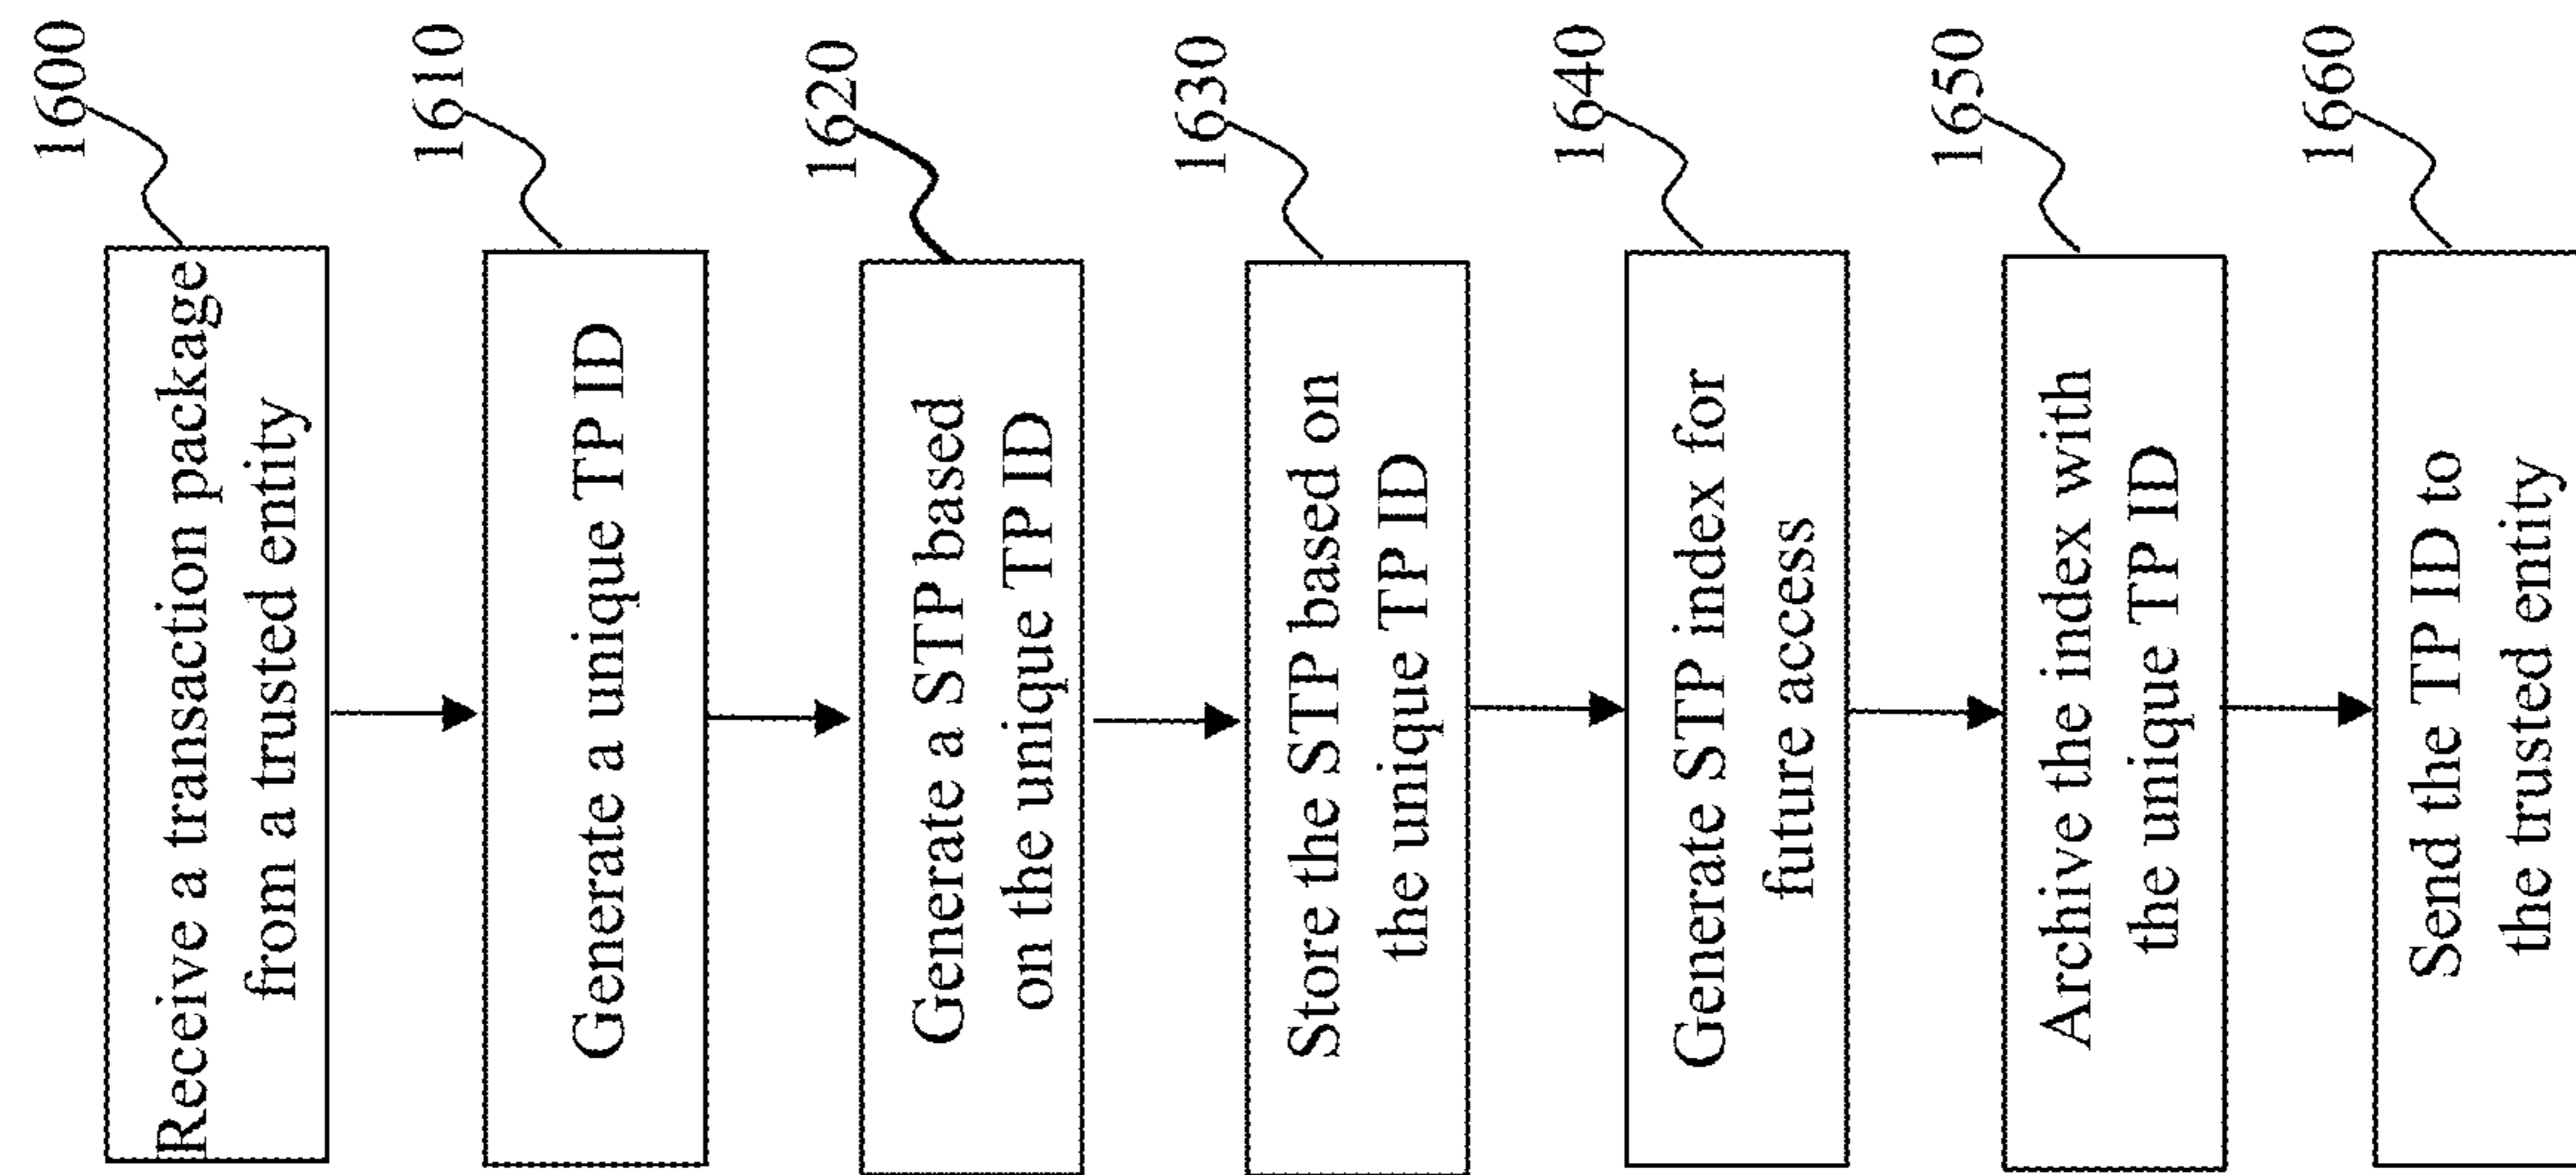 1600
Receive a transaction package
from a trusted entity
1610
Generate a unique TP ID
1620
Generate a STP based
on the unique TP ID
1630
Store the STP based on
the unique TP ID
1640
Generate STP index for
future access
1650
Archive the index with
the unique TP ID
1660
Send the TP ID to
the trusted entity